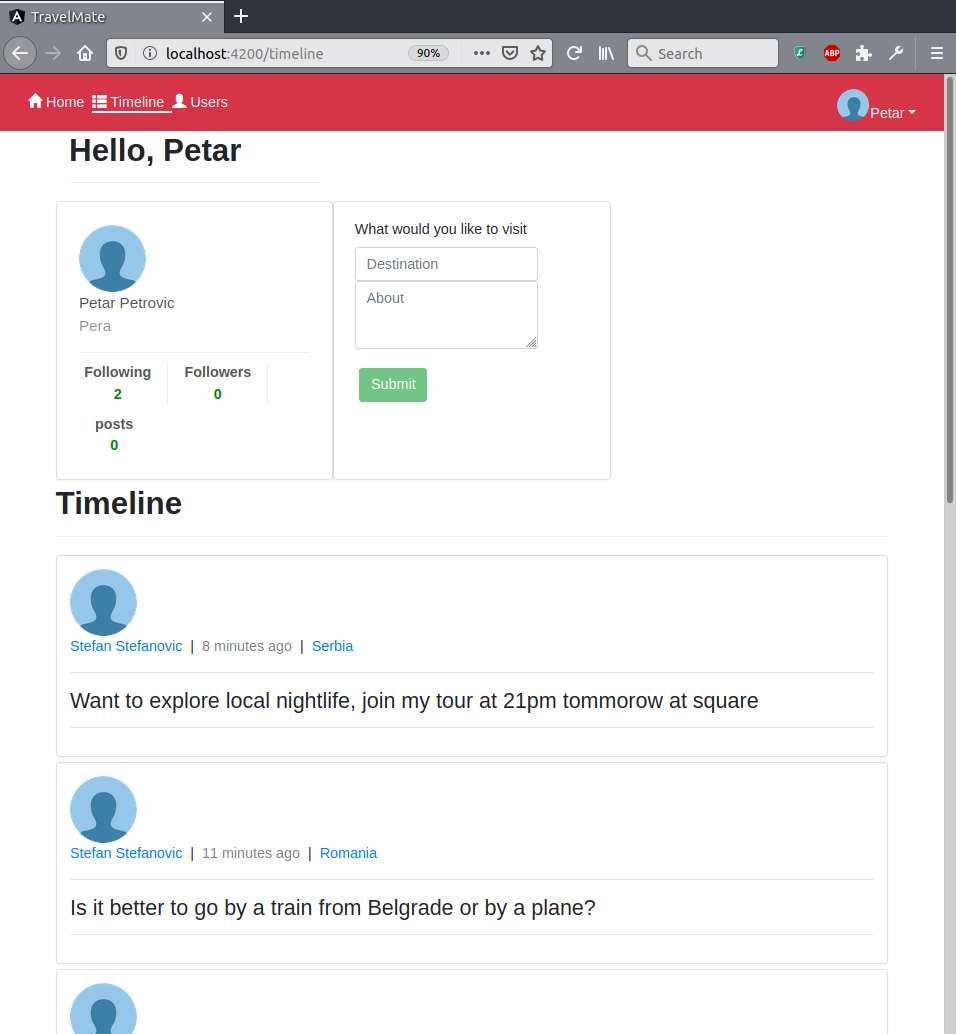 TravelMate
localhost:4200/timeline 90% Search ABP
Home Timeline Users Petar
Hello, Petar
What would you like to visit
Destination
About
Submit
Petar Petrovic
Pera
Following Followers
2 0
posts
0
Timeline
Stefan Stefanovic | 8 minutes ago | Serbia
Want to explore local nightlife, join my tour at 21pm tommorow at square
Stefan Stefanovic | 11 minutes ago | Romania
Is it better to go by a train from Belgrade or by a plane?